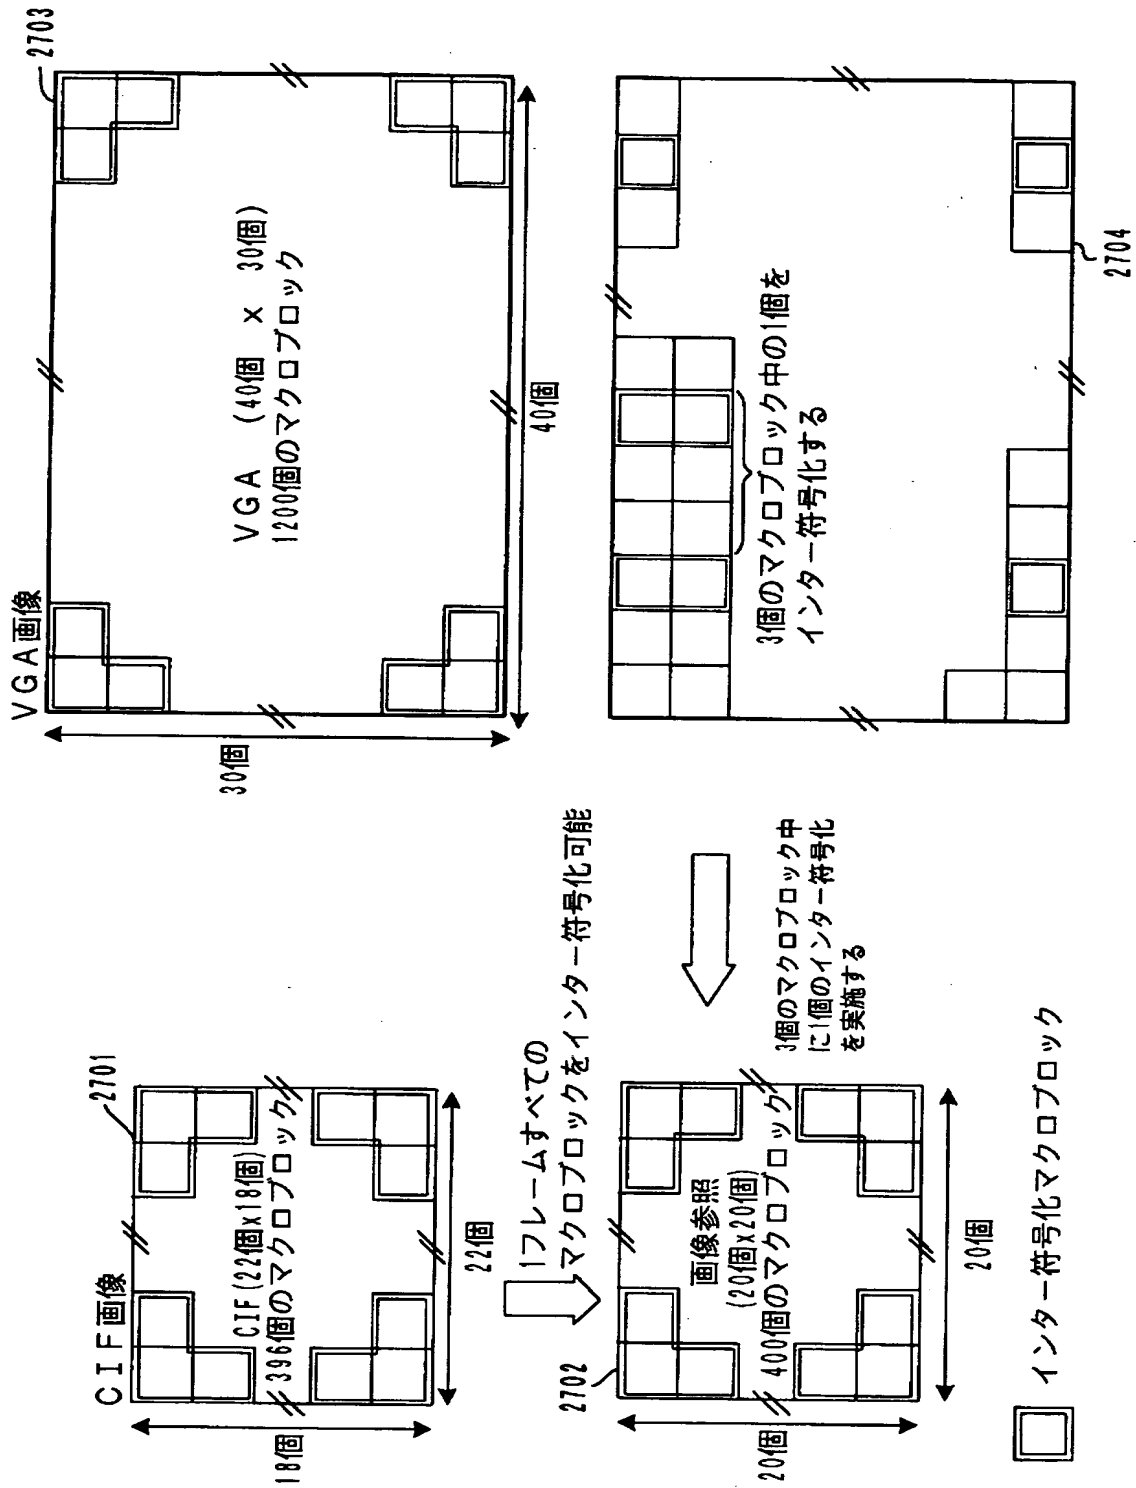 CIF画像
2701
18個
CIF(22個x18個)
396個のマクロブロック
22個
1フレームすべての
マクロブロックをインター符号化可能
2702
20個
画像参照
(20個x20個)
400個のマクロブロック
20個
VGA画像
2703
30個
VGA (40個 x 30個)
1200個のマクロブロック
40個
3個のマクロブロック中
に1個のインター符号化
を実施する
3個のマクロブロック中の1個を
インター符号化する
2704
インター符号化マクロブロック